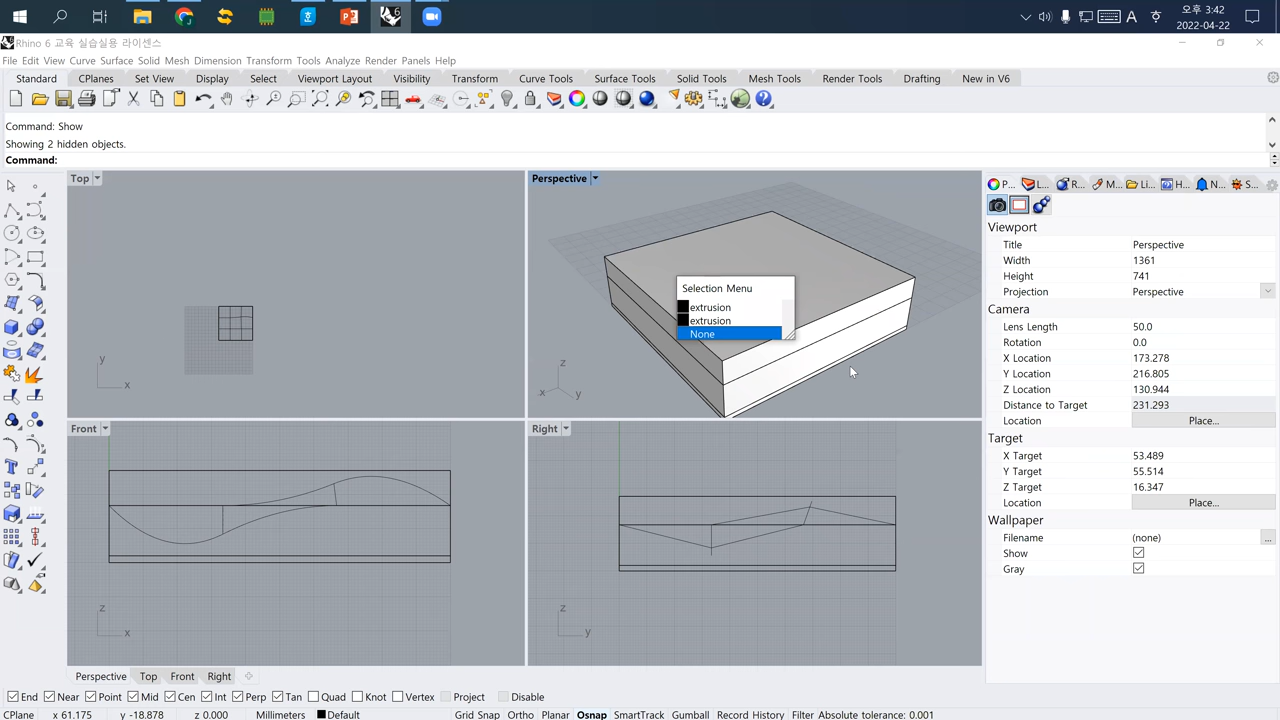 A 오후 3:42
2022-04-22
Rhino 6 교육 실습실용 라이센스
File Edit View Curve Surface Solid Mesh Dimension Transform Tools Analyze Render Panels Help
Standard CPlanes Set View Display Select Viewport Layout Visibility Transform Curve Tools Surface Tools Solid Tools Mesh Tools Render Tools Drafting New in V6
Command: Show
Showing 2 hidden objects.
Command:
Top
Perspective
P... L... R... M... Li... H... N... S...
Viewport
Title Perspective
Width 1361
Height 741
Projection Perspective
Camera
Lens Length 50.0
Rotation 0.0
X Location 173.278
Y Location 216.805
Z Location 130.944
Distance to Target 231.293
Location Place...
Target
X Target 53.489
Y Target 55.514
Z Target 16.347
Location Place...
Wallpaper
Filename (none) ...
Show
Gray
Selection Menu
extrusion
extrusion
None
y
x
z
x
y
Front
Right
z
x
z
y
Perspective Top Front Right
End Near Point Mid Cen Int Perp Tan Quad Knot Vertex Project Disable
CPlane x 61.175 y -18.878 z 0.000 Millimeters Default Grid Snap Ortho Planar Osnap SmartTrack Gumball Record History Filter Absolute tolerance: 0.001